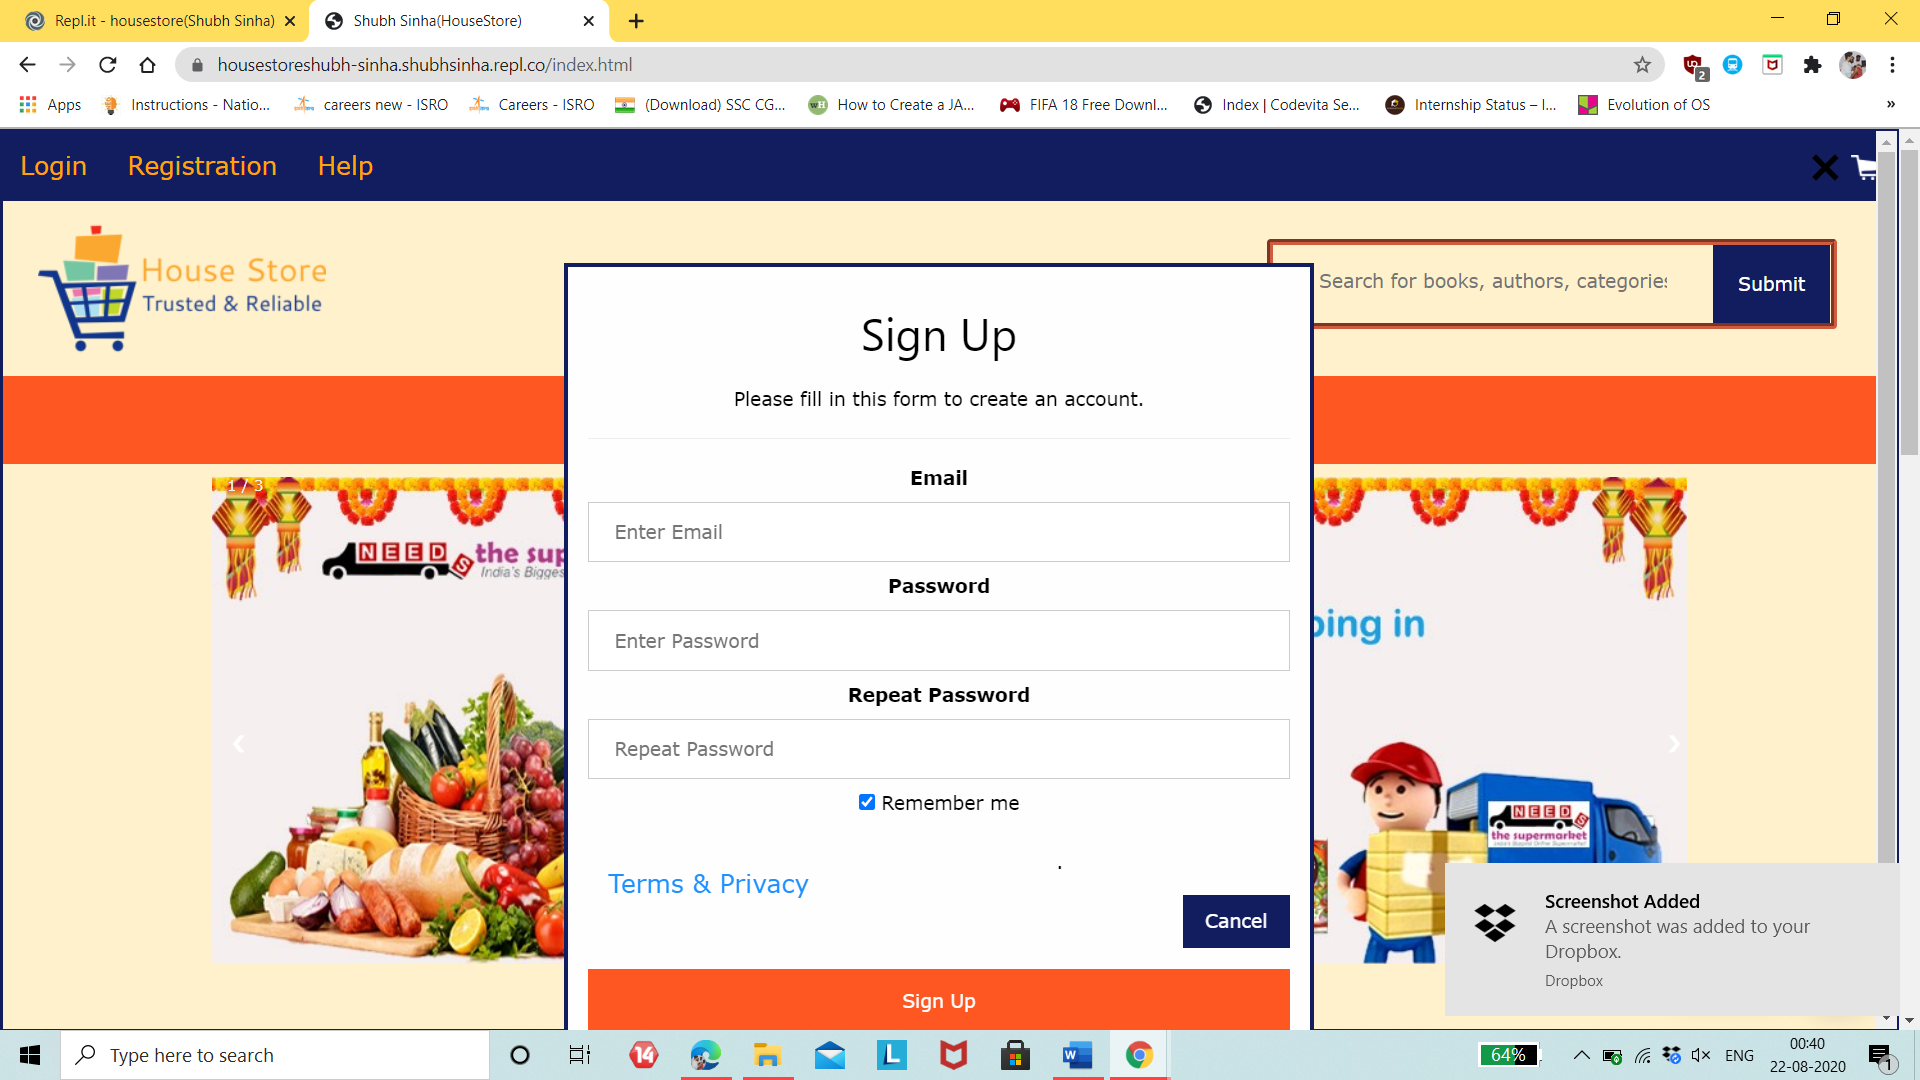 Repl.it - housestore(Shubh Sinha)
Shubh Sinha(HouseStore)
housestoreshubh-sinha.shubhsinha.repl.co/index.html
2
Apps
Instructions - Natio...
careers new - ISRO
Careers - ISRO
(Download) SSC CG...
How to Create a JA...
FIFA 18 Free Downl...
Index | Codevita Se...
Internship Status – I...
Evolution of OS
»
Login
Registration
Help
House Store
Trusted & Reliable
Search for books, authors, categories
Submit
Sign Up
Please fill in this form to create an account.
Email
Enter Email
Password
Enter Password
Repeat Password
Repeat Password
Remember me
.
Terms & Privacy
Cancel
Sign Up
1 / 3
NEEDS the sup
India's Bigges
ping in
NEEDS
the supermarket
Screenshot Added
A screenshot was added to your
Dropbox.
Dropbox
Type here to search
14
L
W
64%
ENG
00:40
22-08-2020
1